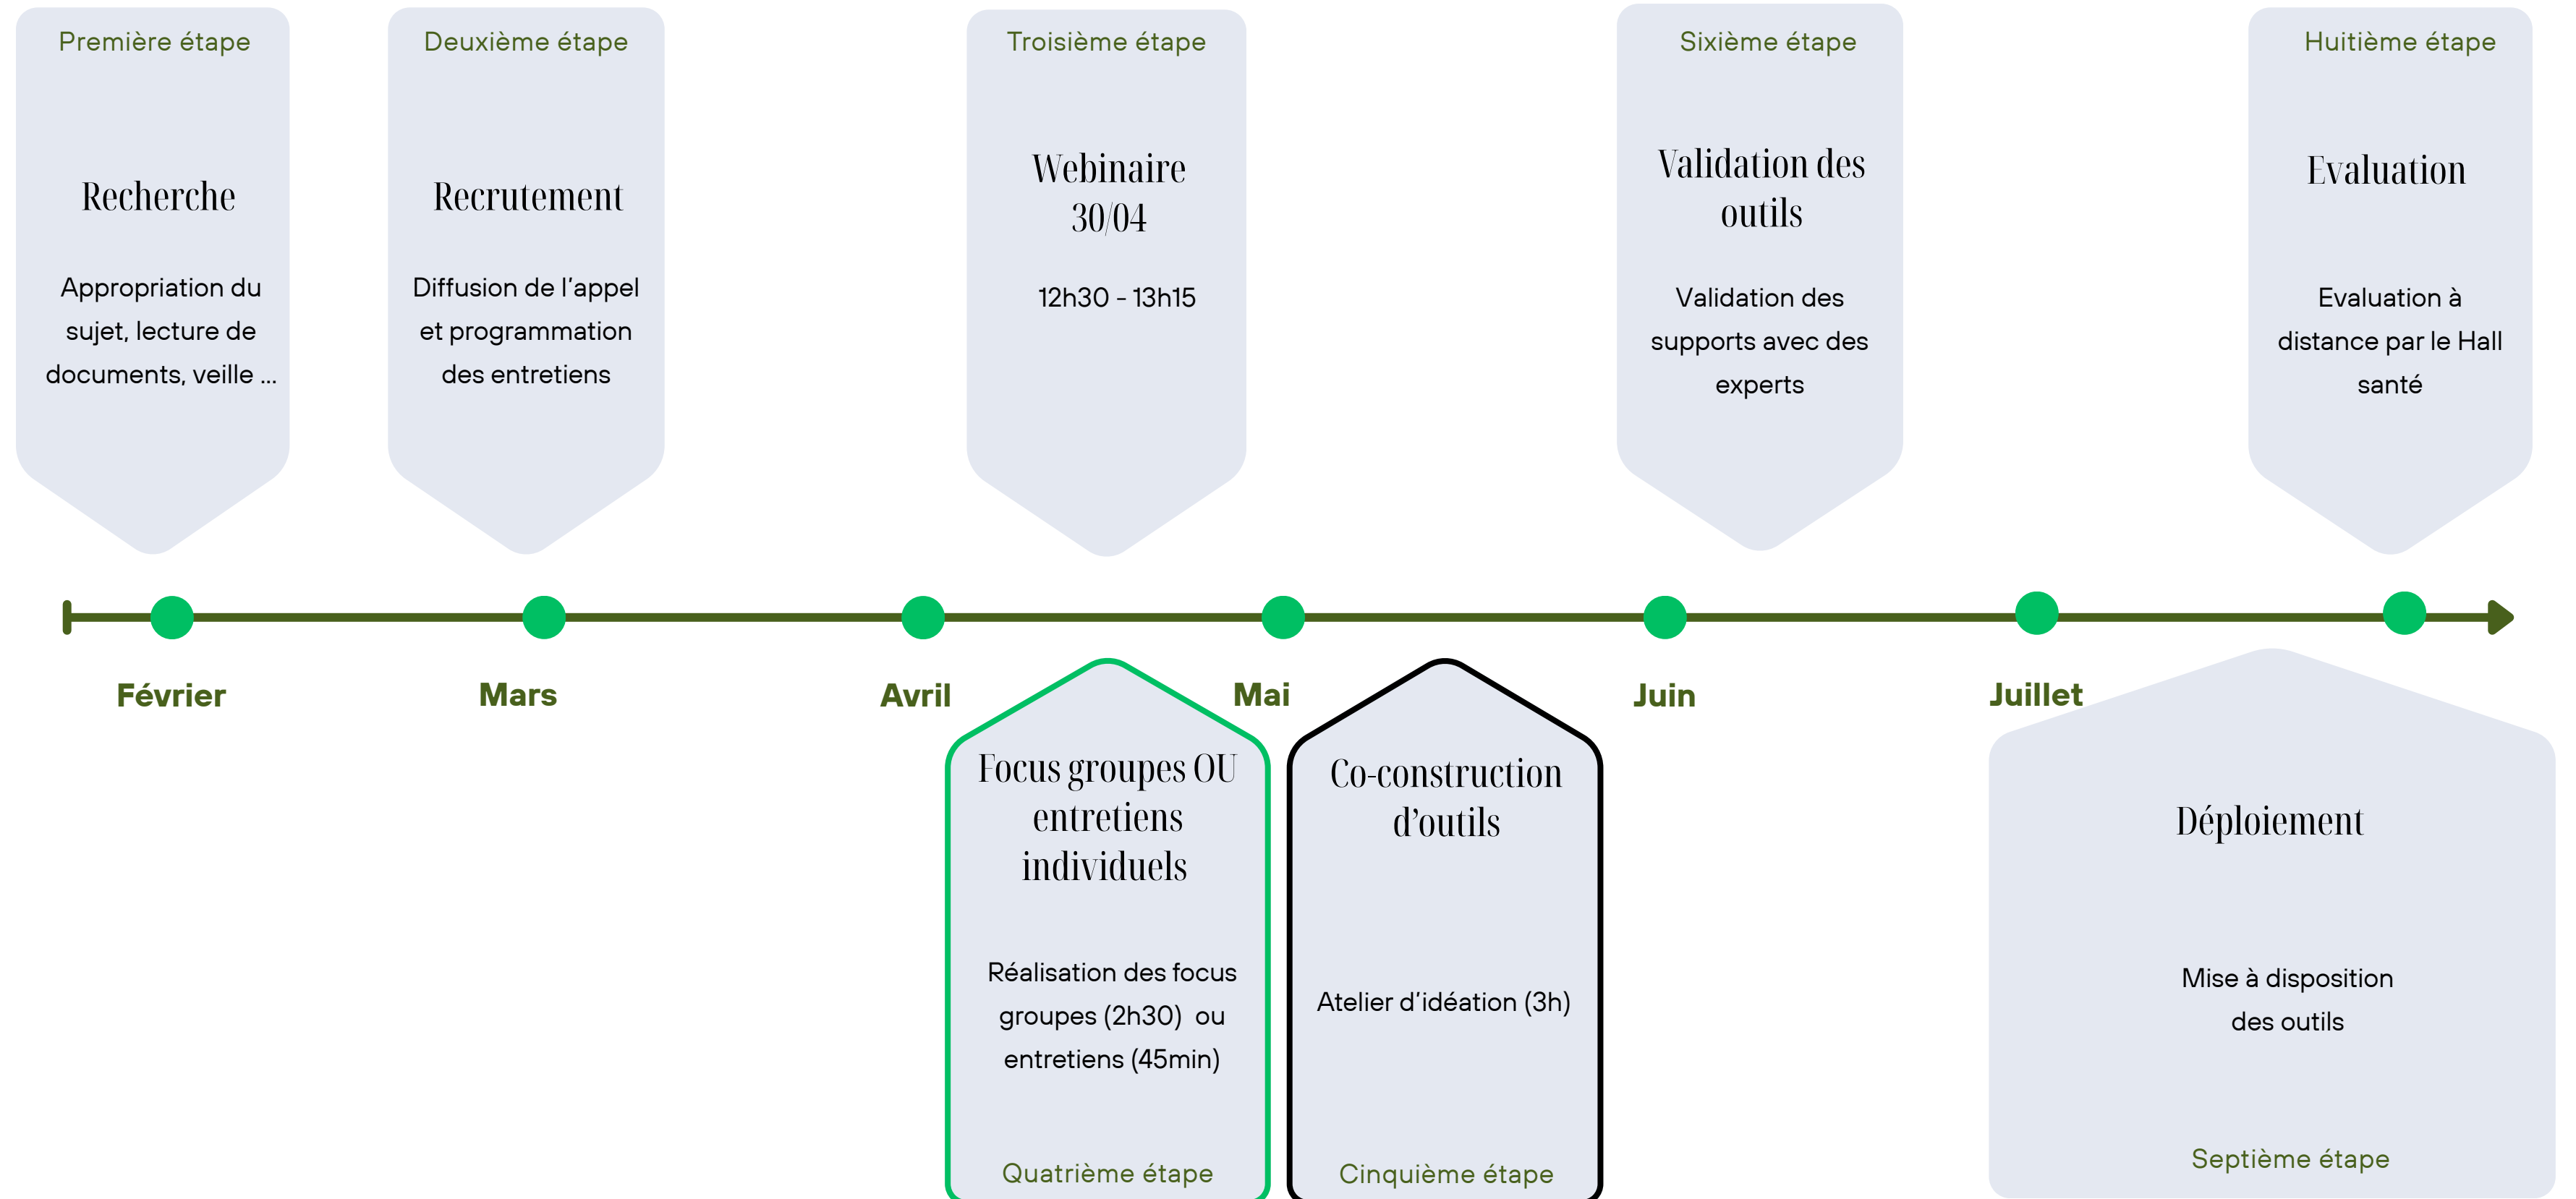 Première étape
Recherche
Appropriation du
sujet, lecture de
documents, veille ...
Deuxième étape
Recrutement
Diffusion de l'appel
et programmation
des entretiens
Troisième étape
Webinaire
30/04
12h30 - 13h15
Sixième étape
Validation des
outils
Validation des
supports avec des
experts
Huitième étape
Evaluation
Evaluation à
distance par le Hall
santé
Février
Mars
Avril
Mai
Juin
Juillet
Focus groupes OU
entretiens
individuels
Réalisation des focus
groupes (2h30)  ou
entretiens (45min)
Quatrième étape
Co-construction
d'outils
Atelier d'idéation (3h)
Cinquième étape
Déploiement
Mise à disposition
des outils
Septième étape